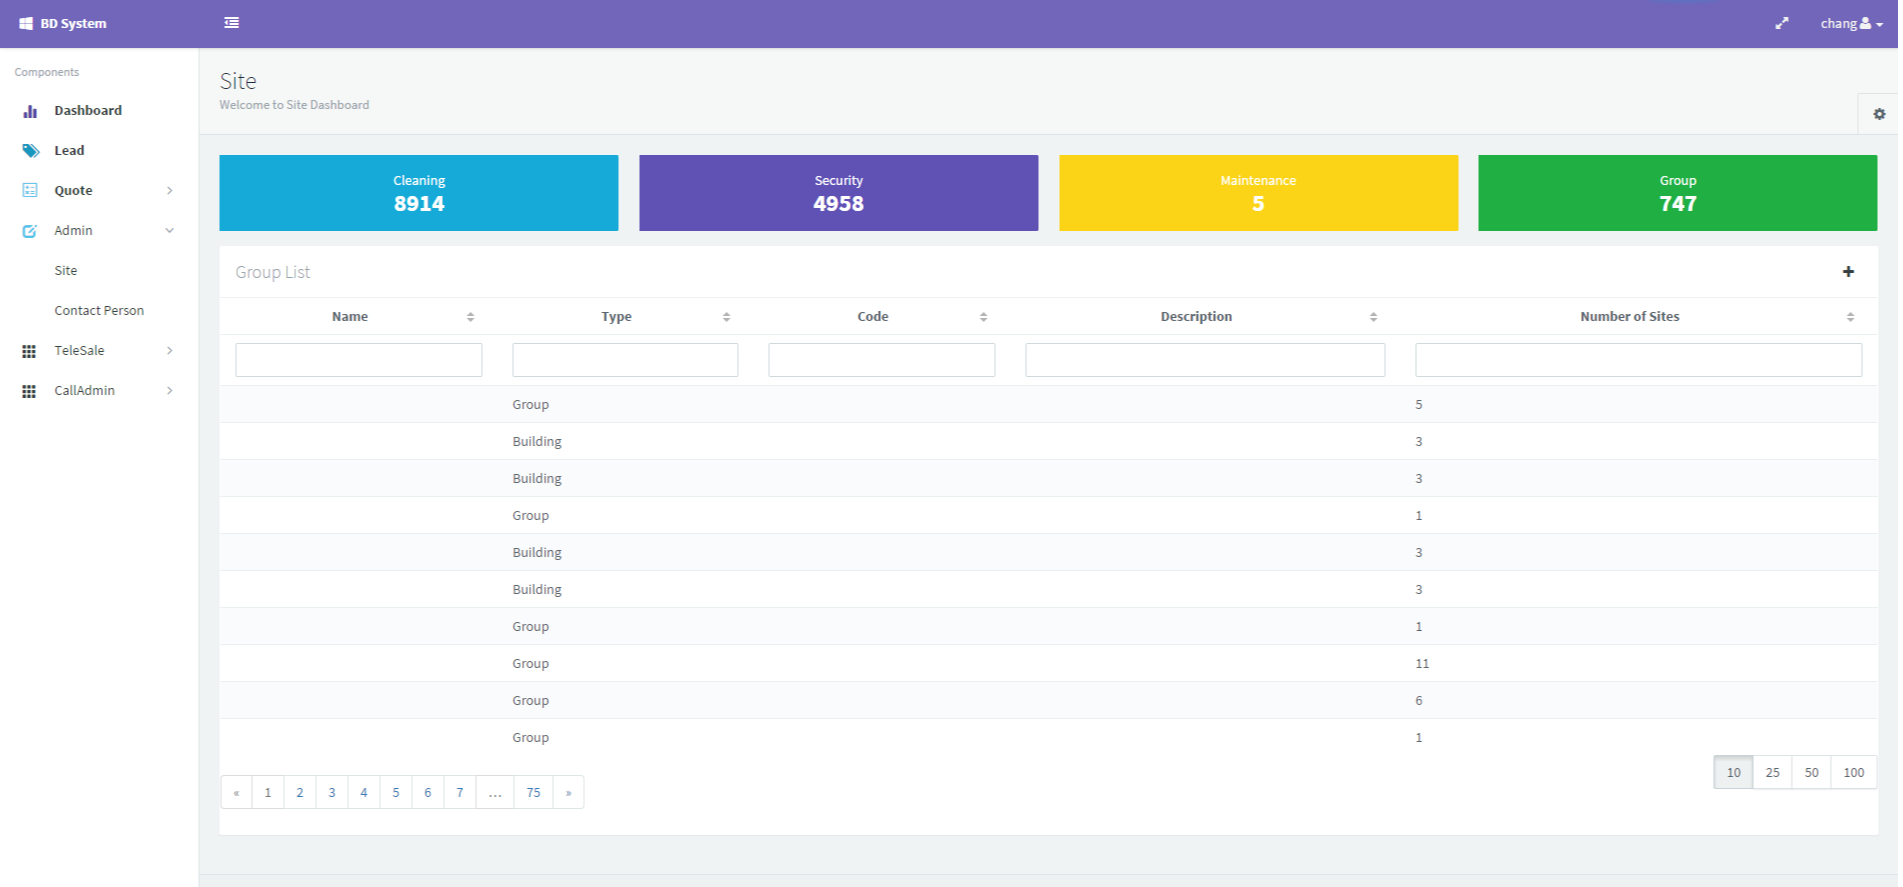 BD System
chang
Components
Dashboard
Lead
Quote
Admin
Site
Contact Person
TeleSale
CallAdmin
Site
Welcome to Site Dashboard
Cleaning
8914
Security
4958
Maintenance
5
Group
747
Group List
Name Type Code Description Number of Sites
Group 5
Building 3
Building 3
Group 1
Building 3
Building 3
Group 1
Group 11
Group 6
Group 1
« 1 2 3 4 5 6 7 ... 75 »
10 25 50 100